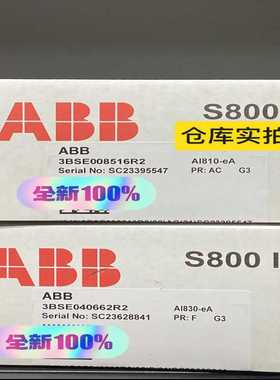 ABB
S800
仓库实拍
ABB
3BSE008516R2
AI810-eA
Serial No: SC23395547
PR: AC G3
全新100%
ABB
S800 I
ABB
3BSE040662R2
AI830-eA
Serial No: SC23628841
PR: F G3
全新100%